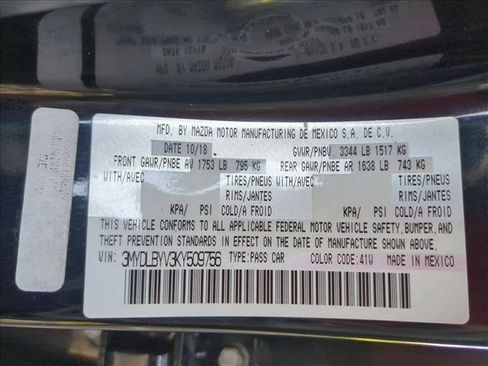 MFD. BY MAZDA MOTOR MANUFACTURING DE MEXICO S.A. DE C.V.
DATE 10/18 GVWR/PNBV 3344 LB 1517 KG
FRONT GAWR/PNBE AV 1753 LB 795 KG REAR GAWR/PNBE AR 1638 LB 743 KG
WITH/AVEC TIRES/PNEUS WITH/AVEC TIRES/PNEUS
RIMS/JANTES RIMS/JANTES
KPA/ PSI COLD/A FROID KPA/ PSI COLD/A FROID
THIS VEHICLE CONFORMS TO ALL APPLICABLE FEDERAL MOTOR VEHICLE SAFETY, BUMPER, AND
THEFT PREVENTION STANDARDS IN EFFECT ON THE DATE OF MANUFACTURE SHOWN ABOVE.
VIN: 3MYDLBYV3KY509756 TYPE: PASS CAR COLOR CODE: 41W MADE IN MEXICO